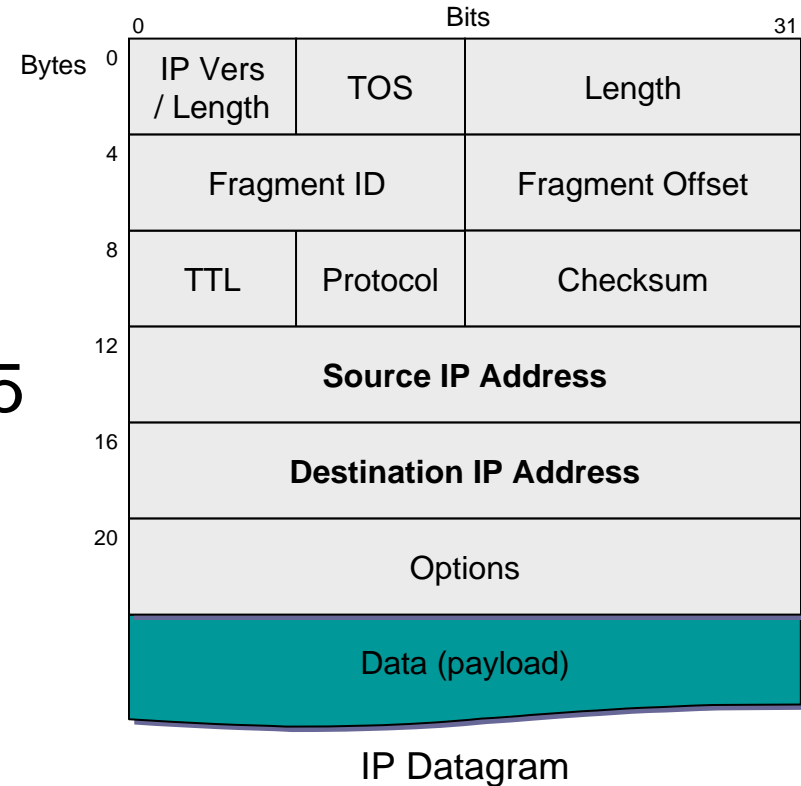 Bits
0 31
Bytes 0
IP Vers
/ Length
TOS
Length
4
Fragment ID
Fragment Offset
8
TTL
Protocol
Checksum
12
Source IP Address
5
16
Destination IP Address
20
Options
Data (payload)
IP Datagram